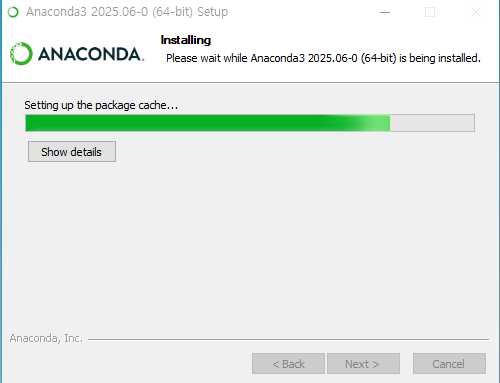 Anaconda3 2025.06-0 (64-bit) Setup
Installing
Please wait while Anaconda3 2025.06-0 (64-bit) is being installed.
ANACONDA.
Setting up the package cache...
Show details
Anaconda, Inc.
< Back
Next >
Cancel